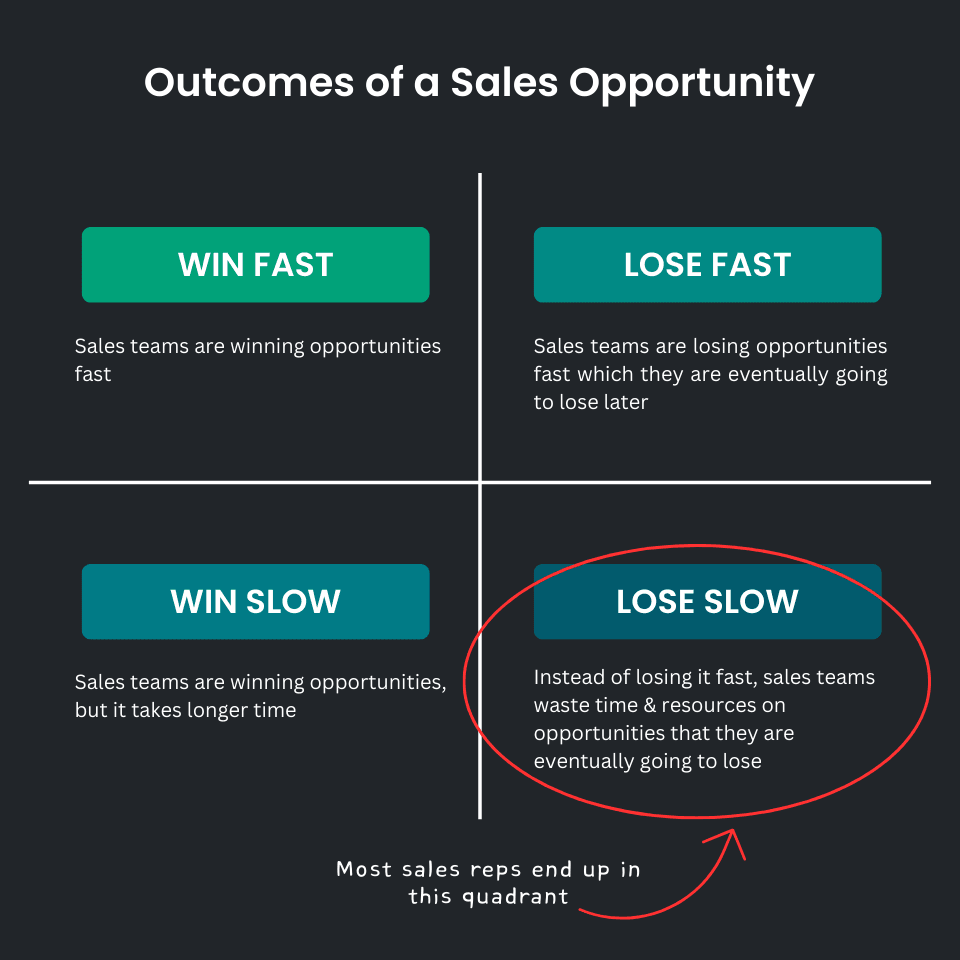 Outcomes of a Sales Opportunity
WIN FAST
Sales teams are winning opportunities
fast
LOSE FAST
Sales teams are losing opportunities
fast which they are eventually going
to lose later
WIN SLOW
Sales teams are winning opportunities,
but it takes longer time
LOSE SLOW
Instead of losing it fast, sales teams
waste time & resources on
opportunities that they are
eventually going to lose
Most sales reps end up in
this quadrant